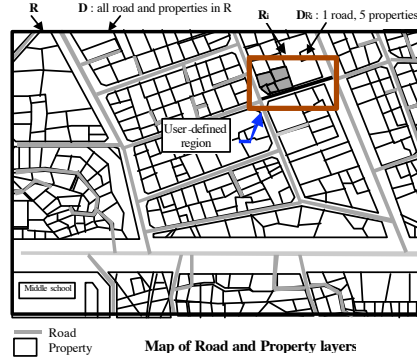 R D : all road and properties in R Ri DRi : 1 road, 5 properties
User-defined
region
Middle school
Road
Property
Map of Road and Property layers